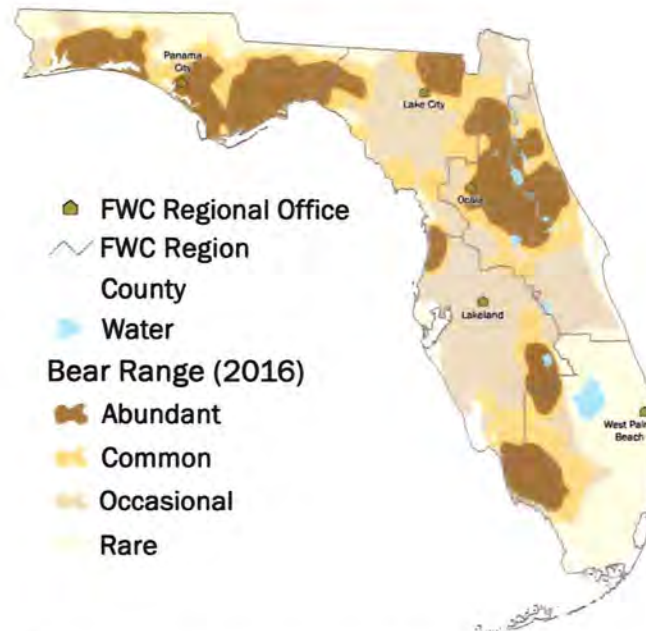 Panama
City
Lake City
Ocala
FWC Regional Office
FWC Region
County
Lakeland
Water
Bear Range (2016)
Abundant
Common
West Palm
Beach
Occasional
Rare